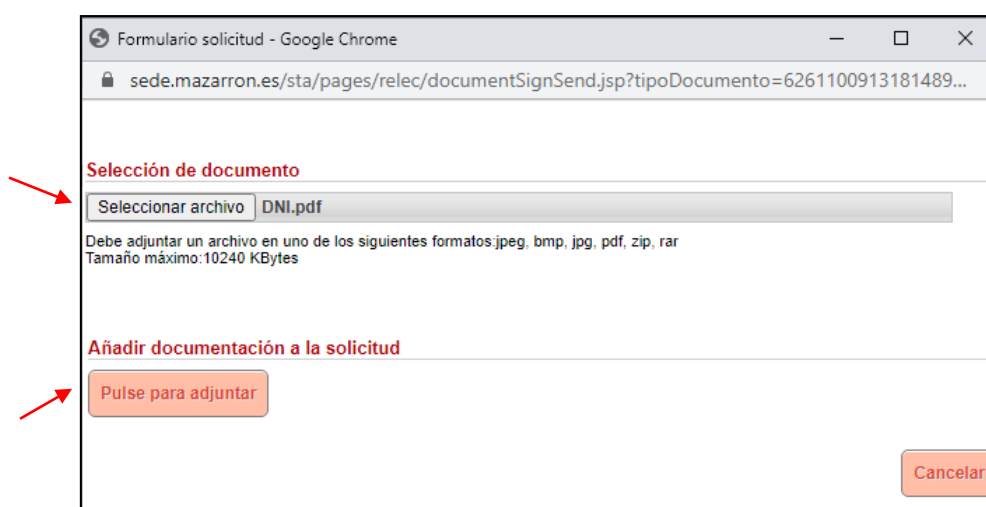 Formulario solicitud - Google Chrome
sede.mazarron.es/sta/pages/relec/documentSignSend.jsp?tipoDocumento=6261100913181489...
Selección de documento
Seleccionar archivo DNI.pdf
Debe adjuntar un archivo en uno de los siguientes formatos:jpeg, bmp, jpg, pdf, zip, rar
Tamaño máximo:10240 KBytes
Añadir documentación a la solicitud
Pulse para adjuntar
Cancelar